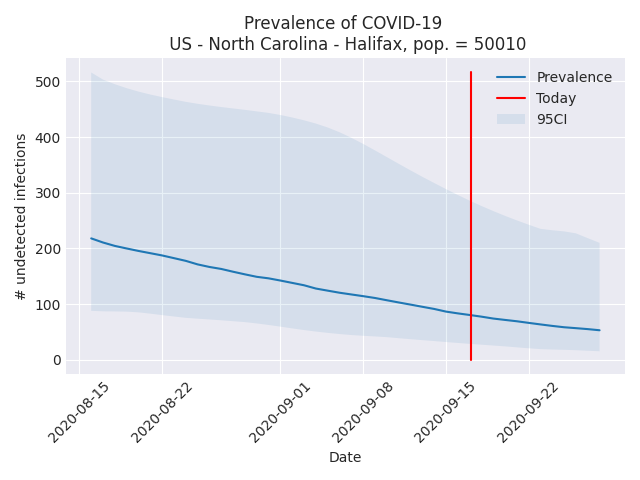 Prevalence of COVID-19
US - North Carolina - Halifax, pop. = 50010
Prevalence
Today
95CI
# undetected infections
500
400
300
200
100
0
2020-08-15
2020-08-22
2020-09-01
2020-09-08
2020-09-15
2020-09-22
Date